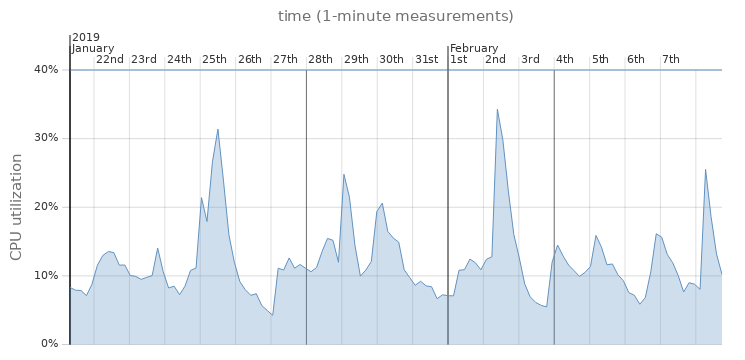 time (1-minute measurements)
2019
January February
22nd 23rd 24th 25th 26th 27th 28th 29th 30th 31st 1st 2nd 3rd 4th 5th 6th 7th
40%
30%
20%
10%
0%
CPU utilization